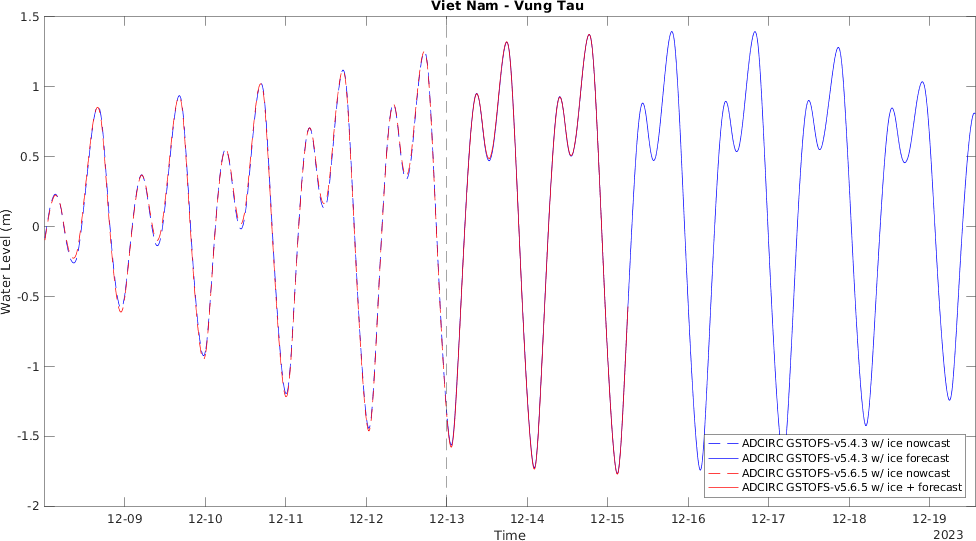 Viet Nam - Vung Tau
1.5
1
0.5
0
-0.5
-1
-1.5
-2
Water Level (m)
12-09
12-10
12-11
12-12
12-13
12-14
12-15
12-16
12-17
12-18
12-19
Time
2023
ADCIRC GSTOFS-v5.4.3 w/ ice nowcast
ADCIRC GSTOFS-v5.4.3 w/ ice forecast
ADCIRC GSTOFS-v5.6.5 w/ ice nowcast
ADCIRC GSTOFS-v5.6.5 w/ ice + forecast